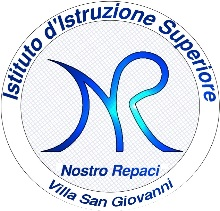 Istituto d'Istruzione Superiore
NR
Nostro Repaci
Villa San Giovanni